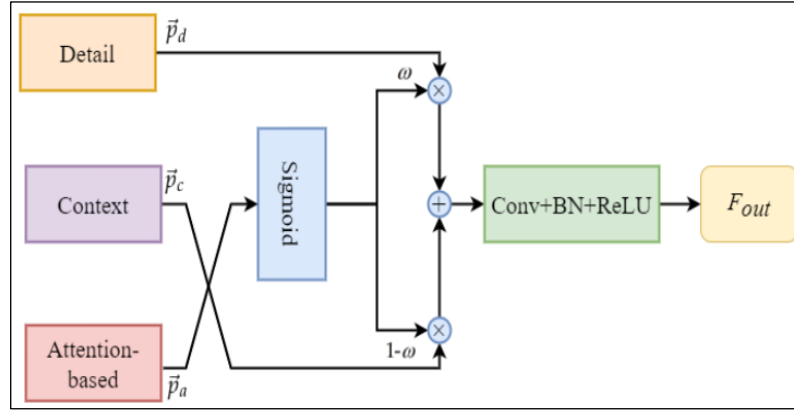 Detail
p⃗d
ω
×
Context
p⃗c
Sigmoid
+
Conv+BN+ReLU
Fout
×
1-ω
Attention-
based
p⃗a